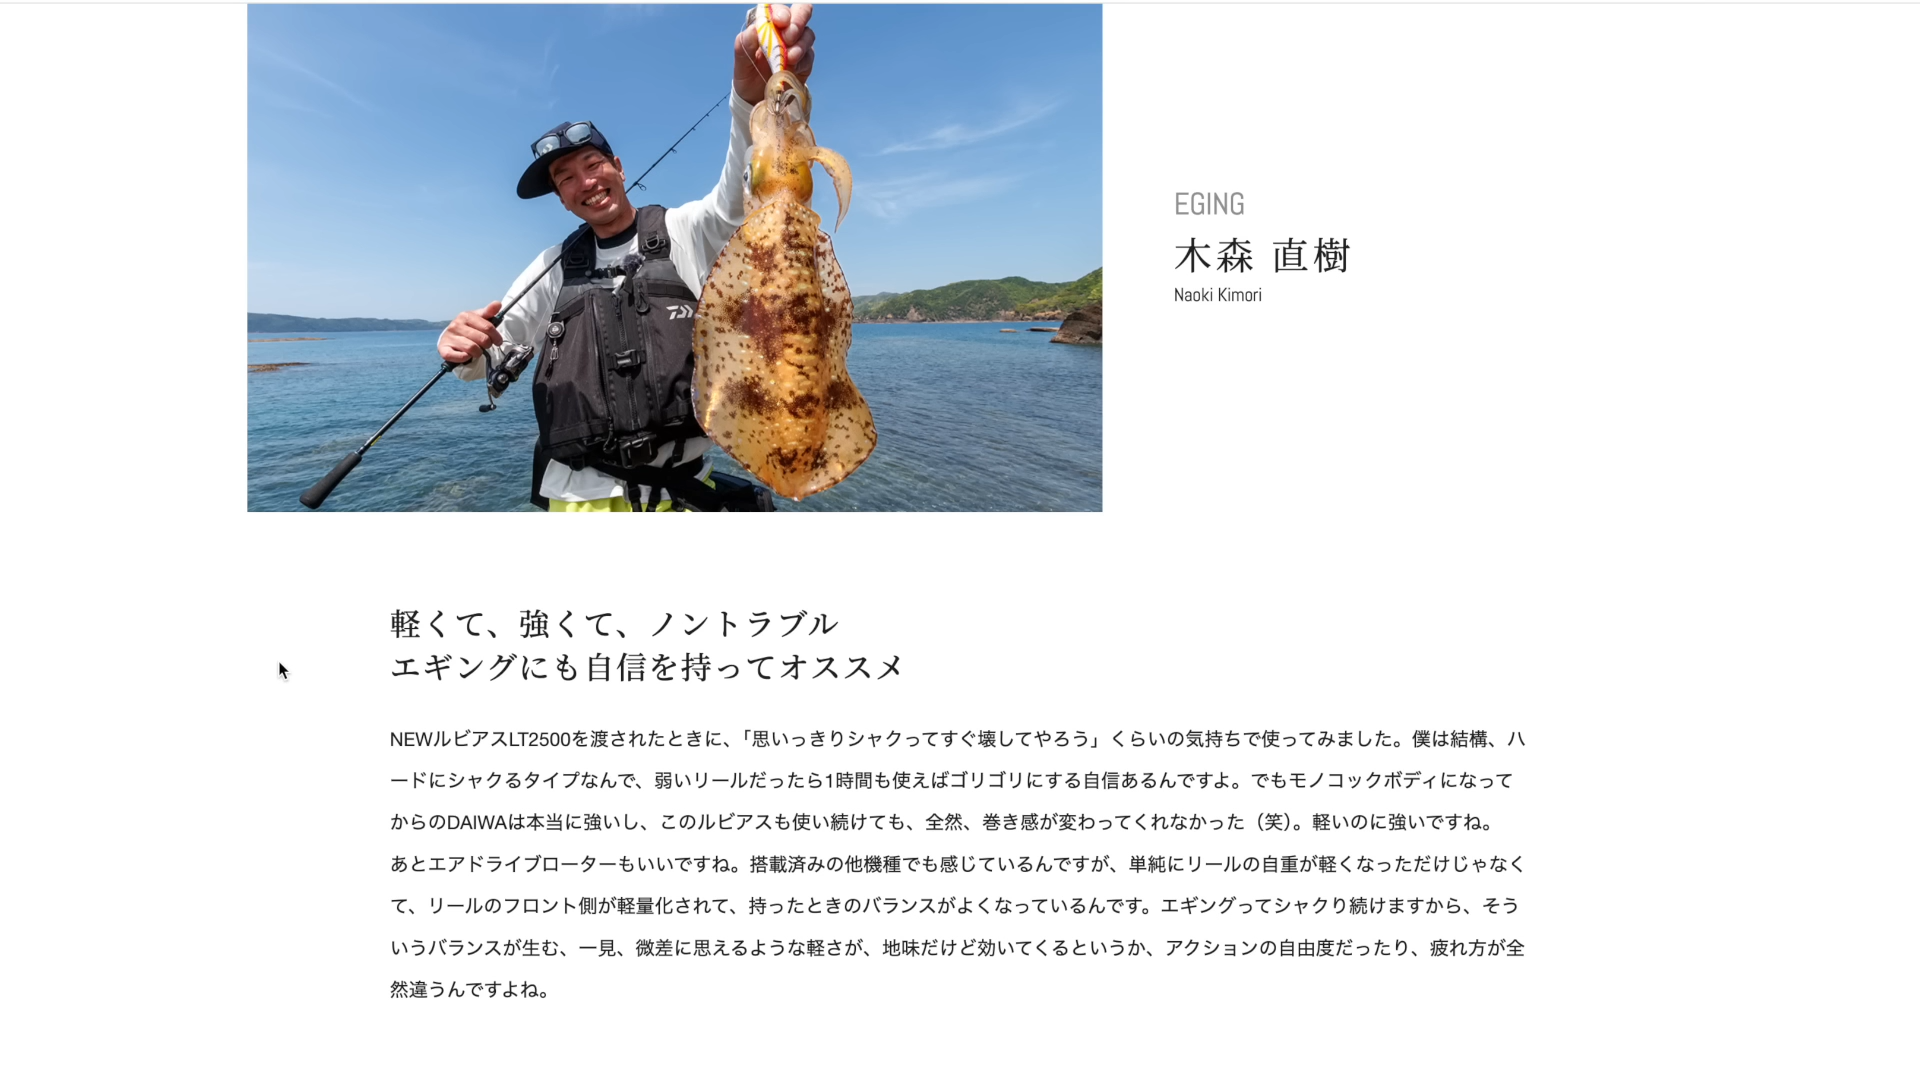 EGING
木森 直樹
Naoki Kimori
軽くて、強くて、ノントラブル
エギングにも自信を持ってオススメ
NEWルビアスLT2500を渡されたときに、「思いっきりシャクってすぐ壊してやろう」くらいの気持ちで使ってみました。僕は結構、ハ
ードにシャクるタイプなんで、弱いリールだったら1時間も使えばゴリゴリにする自信あるんですよ。でもモノコックボディになって
からのDAIWAは本当に強いし、このルビアスも使い続けても、全然、巻き感が変わってくれなかった（笑）。軽いのに強いですね。
あとエアドライブローターもいいですね。搭載済みの他機種でも感じているんですが、単純にリールの自重が軽くなっただけじゃなく
て、リールのフロント側が軽量化されて、持ったときのバランスがよくなっているんです。エギングってシャクり続けますから、そう
いうバランスが生む、一見、微差に思えるような軽さが、地味だけど効いてくるというか、アクションの自由度だったり、疲れ方が全
然違うんですよね。